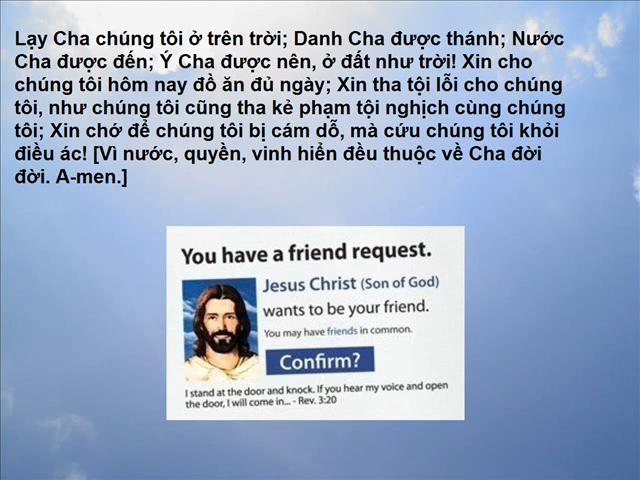 Lạy Cha chúng tôi ở trên trời; Danh Cha được thánh; Nước
Cha được đến; Ý Cha được nên, ở đất như trời! Xin cho
chúng tôi hôm nay đồ ăn đủ ngày; Xin tha tội lỗi cho chúng
tôi, như chúng tôi cũng tha kẻ phạm tội nghịch cùng chúng
tôi; Xin chớ để chúng tôi bị cám dỗ, mà cứu chúng tôi khỏi
điều ác! [Vì nước, quyền, vinh hiển đều thuộc về Cha đời
đời. A-men.]
You have a friend request.
Jesus Christ (Son of God)
wants to be your friend.
You may have friends in common.
Confirm?
I stand at the door and knock. If you hear my voice and open
the door, I will come in... - Rev. 3:20